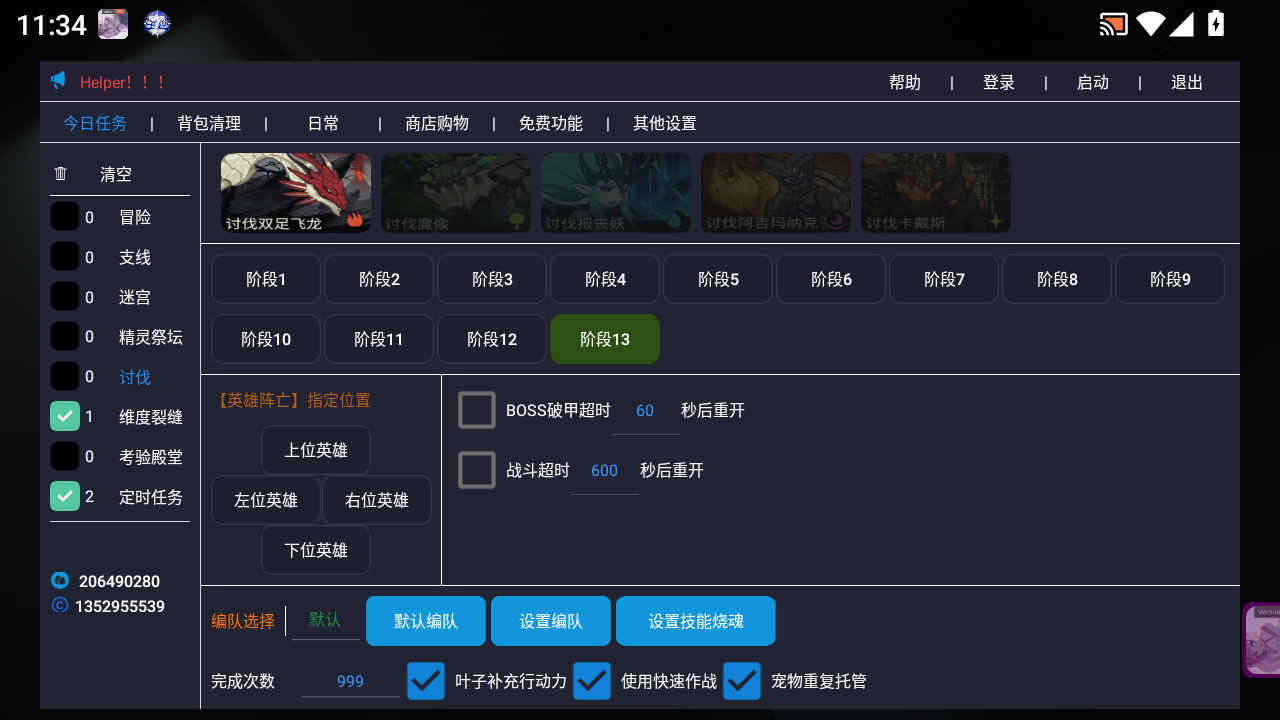 11:34
Helper！！！ 帮助 | 登录 | 启动 | 退出
今日任务 | 背包清理 | 日常 | 商店购物 | 免费功能 | 其他设置
清空
0 冒险
0 支线
0 迷宫
0 精灵祭坛
0 讨伐
1 维度裂缝
0 考验殿堂
2 定时任务
206490280
1352955539
讨伐双足飞龙 讨伐魔像 讨伐报丧妖 讨伐阿吉玛纳克 讨伐卡戴斯
阶段1 阶段2 阶段3 阶段4 阶段5 阶段6 阶段7 阶段8 阶段9
阶段10 阶段11 阶段12 阶段13
【英雄阵亡】指定位置
上位英雄
左位英雄 右位英雄
下位英雄
BOSS破甲超时 60 秒后重开
战斗超时 600 秒后重开
编队选择 默认 默认编队 设置编队 设置技能烧魂
完成次数 999 叶子补充行动力 使用快速作战 宠物重复托管
Version